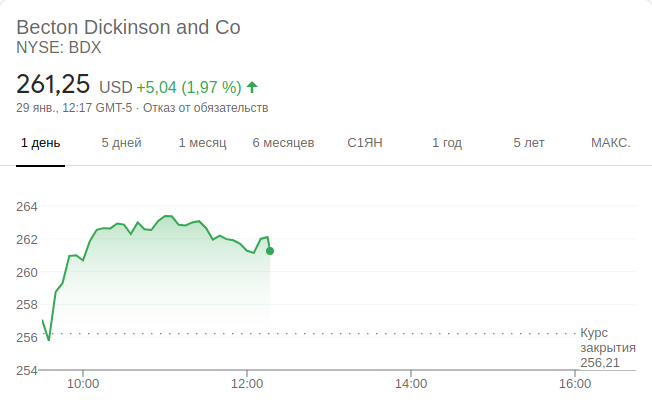 Becton Dickinson and Co
NYSE: BDX
261,25 USD +5,04 (1,97 %)
29 янв., 12:17 GMT-5 · Отказ от обязательств
1 день 5 дней 1 месяц 6 месяцев С1ЯН 1 год 5 лет МАКС.
264
262
260
258
256
254
Курс
закрытия
256,21
10:00 12:00 14:00 16:00